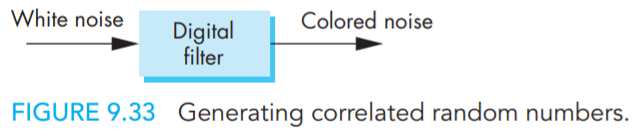 White noise
Digital
filter
Colored noise
FIGURE 9.33 Generating correlated random numbers.